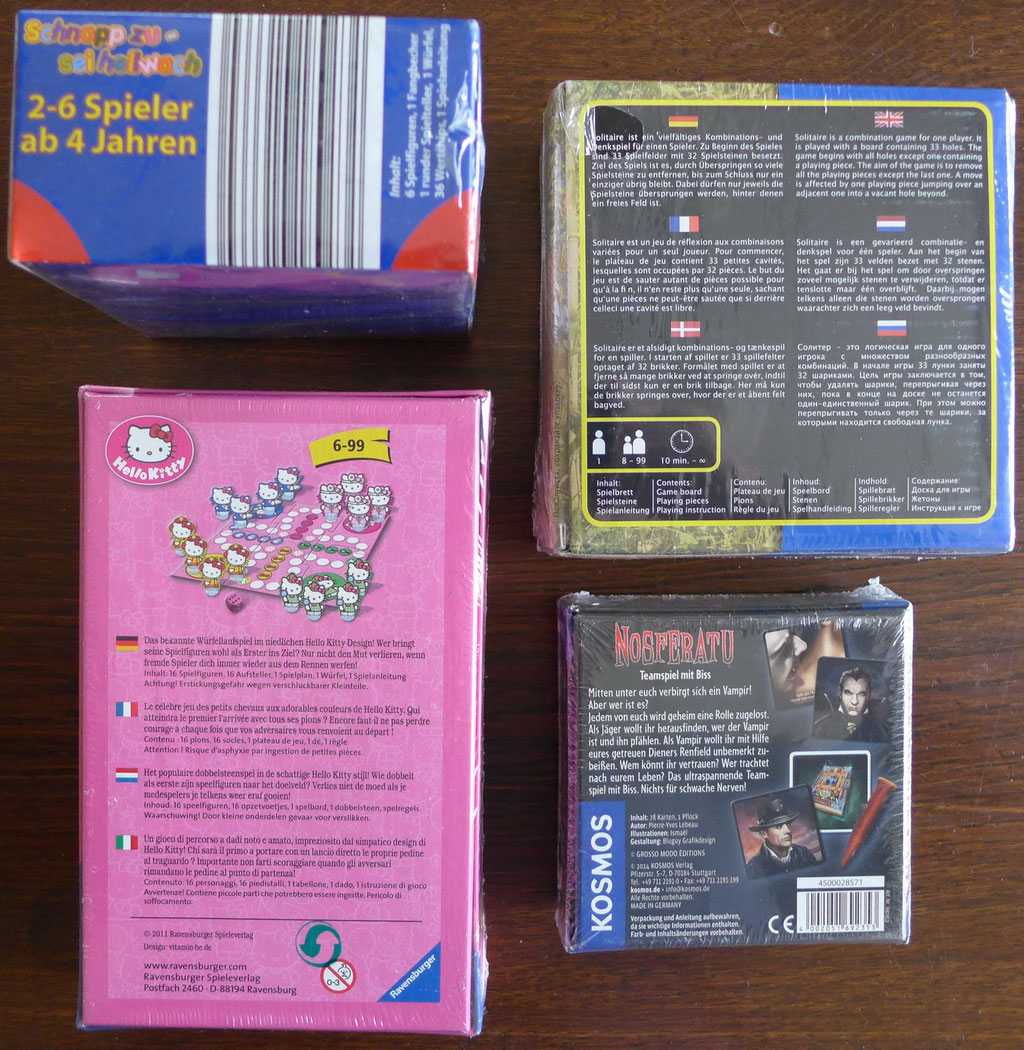 Schnapp zu -
sei hellwach
2-6 Spieler
ab 4 Jahren
Inhalt:
6 Spielfiguren, 1 Fangbecher
1 runder Spielteller, 1 Würfel,
36 Wertchips, 1 Spielanleitung
Solitaire ist ein vielfältiges Kombinations- und
Denkspiel für einen Spieler. Zu Beginn des Spieles
sind 33 Spielfelder mit 32 Spielsteinen besetzt.
Ziel des Spiels ist es, durch Überspringen so viele
Spielsteine zu entfernen, bis zum Schluss nur ein
einziger übrig bleibt. Dabei dürfen nur jeweils die
Spielsteine übersprungen werden, hinter denen
ein freies Feld ist.
Solitaire is a combination game for one player. It
is played with a board containing 33 holes. The
game begins with all holes except one containing
a playing piece. The aim of the game is to remove
all the playing pieces except the last one. A move
is affected by one playing piece jumping over an
adjacent one into a vacant hole beyond.
Solitaire est un jeu de réflexion aux combinaisons
variées pour un seul joueur. Pour commencer,
le plateau de jeu contient 33 petites cavités,
lesquelles sont occupées par 32 pièces. Le but du
jeu est de sauter autant de pièces possible pour
qu'à la fi n, il n'en reste plus qu'une seule, sachant
qu'une pièces ne peut-être sautée que si derrière
celleci une cavité est libre.
Solitaire is een gevarieerd combinatie- en
denkspel voor één speler. Aan het begin van
het spel zijn 33 velden bezet met 32 stenen.
Het gaat er bij het spel om door overspringen
zoveel mogelijk stenen te verwijderen, totdat er
tenslotte maar één overblijft. Daarbij mogen
telkens alleen die stenen worden oversprongen
waarachter zich een leeg veld bevindt.
Solitaire er et alsidigt kombinations- og tænkespil
for en spiller. I starten af spillet er 33 spillefelter
optaget af 32 brikker. Formålet med spillet er at
fjerne så mange brikker ved at springe over, indtil
der til sidst kun er en brik tilbage. Her må kun
de brikker springes over, hvor der er et åbent felt
bagved.
Солитер - это логическая игра для одного
игрока с множеством разнообразных
комбинаций. В начале игры 33 лунки заняты
32 шариками. Цель игры заключается в том,
чтобы удалять шарики, перепрыгивая через
них, пока в конце на доске не останется
один-единственный шарик. При этом можно
перепрыгивать только через те шарики, за
которыми находится свободная лунка.
1 8 – 99 10 min. – ∞
Inhalt:
Spielbrett
Spielsteine
Spielanleitung
Contents:
Game board
Playing pieces
Playing instruction
Contenu:
Plateau de jeu
Pions
Règle du jeu
Inhoud:
Speelbord
Stenen
Spelhandleiding
Indhold:
Spillebræt
Spillebrikker
Spilleregler
Содержание:
Доска для игры
Жетоны
Инструкция к игре
Hello Kitty
6-99
Das bekannte Würfellaufspiel im niedlichen Hello Kitty-Design! Wer bringt
seine Spielfiguren wohl als Erster ins Ziel? Nur nicht den Mut verlieren, wenn
fremde Spieler dich immer wieder aus dem Rennen werfen!
Inhalt: 16 Spielfiguren, 16 Aufsteller, 1 Spielplan, 1 Würfel, 1 Spielanleitung
Achtung! Erstickungsgefahr wegen verschluckbarer Kleinteile.
Le célèbre jeu des petits chevaux aux adorables couleurs de Hello Kitty. Qui
atteindra le premier l'arrivée avec tous ses pions ? Encore faut-il ne pas perdre
courage à chaque fois que vos adversaires vous renvoient au départ !
Contenu : 16 pions, 16 socles, 1 plateau de jeu, 1 dé, 1 règle
Attention ! Risque d'asphyxie par ingestion de petites pièces.
Het populaire dobbelsteenspel in de schattige Hello Kitty stijl! Wie dobbelt
als eerste zijn speelfiguren naar het doelveld? Verlies niet de moed als je
medespelers je telkens weer eraf gooien!
Inhoud: 16 speelfiguren, 16 opzetvoetjes, 1 spelbord, 1 dobbelsteen, spelregels
Waarschuwing! Door kleine onderdelen gevaar voor verslikken.
Un gioco di percorso a dadi noto e amato, impreziosito dal simpatico design di
Hello Kitty! Chi sarà il primo a portare con un lancio diretto le proprie pedine
al traguardo ? Importante non farti scoraggiare quando gli avversari
rimandano le pedine al punto di partenza!
Contenuto: 16 personaggi, 16 piedistalli, 1 tabellone, 1 dado, 1 istruzione di gioco
Avvertenze! Contiene piccole parti che potrebbero essere ingerite. Pericolo di
soffocamento.
© 2011 Ravensburger Spieleverlag
Design: vitamin-be.de
www.ravensburger.com
Ravensburger Spieleverlag
Postfach 2460 · D-88194 Ravensburg
0-3
Ravensburger
NOSFERATU
Teamspiel mit Biss
Mitten unter euch verbirgt sich ein Vampir!
Aber wer ist es?
Jedem von euch wird geheim eine Rolle zugelost.
Als Jäger wollt ihr herausfinden, wer der Vampir
ist und ihn pfählen. Als Vampir wollt ihr mit Hilfe
eures getreuen Dieners Renfield unbemerkt zu-
beißen. Wem könnt ihr vertrauen? Wer trachtet
nach eurem Leben? Das ultraspannende Team-
spiel mit Biss. Nichts für schwache Nerven!
KOSMOS
Inhalt: 78 Karten, 1 Pflock
Autor: Pierre-Yves Lebeau
Illustrationen: Ismaël
Gestaltung: Bluguy Grafikdesign
© GROSSO MODO EDITIONS
© 2014 KOSMOS Verlag
Pfizerstr. 5-7, D-70184 Stuttgart
Tel.: +49 711 2191-0 · Fax: +49 711 2191-199
kosmos.de · info@kosmos.de
Alle Rechte vorbehalten.
MADE IN GERMANY
Verpackung und Anleitung aufbewahren,
da sie wichtige Informationen enthalten.
Farb- und Inhaltsänderungen vorbehalten.
CE
4500028571
4 002051 692313